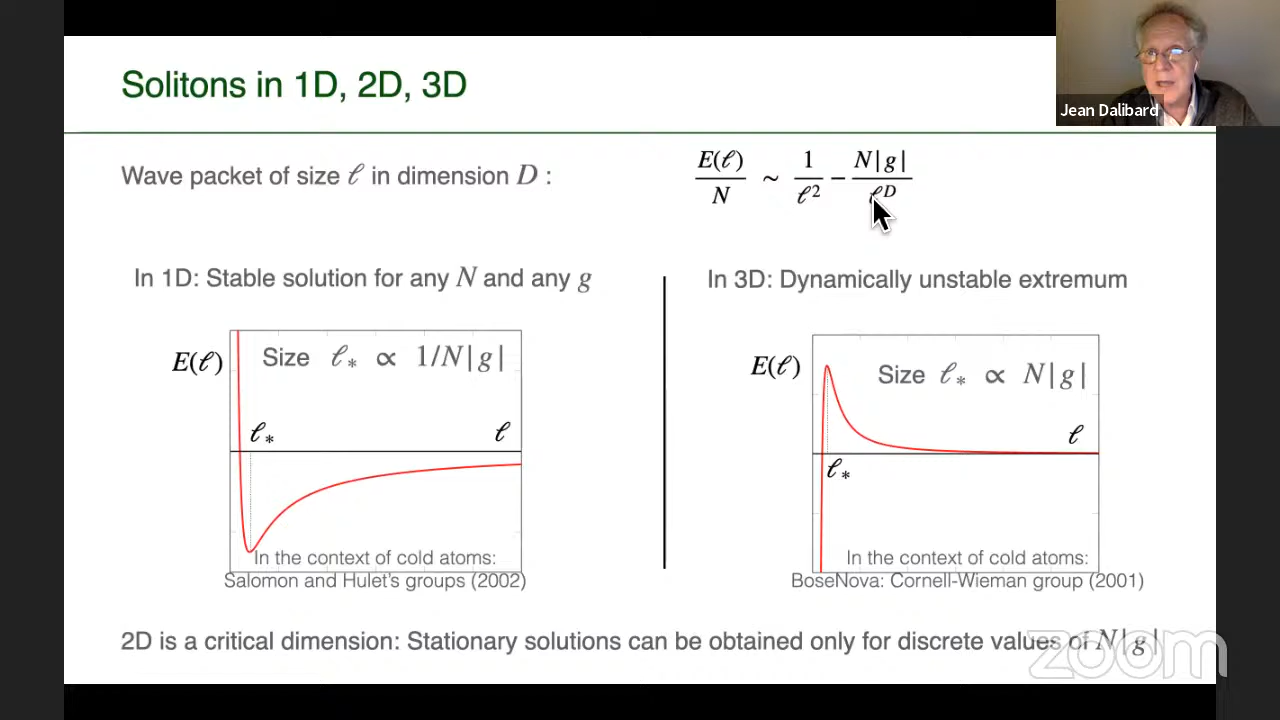 Solitons in 1D, 2D, 3D
Jean Dalibard
Wave packet of size ℓ in dimension D :
E(ℓ)/N ~ 1/ℓ² − N|g|/ℓᴰ
In 1D: Stable solution for any N and any g
E(ℓ)
Size ℓ* ∝ 1/N|g|
ℓ*
ℓ
In the context of cold atoms:
Salomon and Hulet's groups (2002)
In 3D: Dynamically unstable extremum
E(ℓ)
Size ℓ* ∝ N|g|
ℓ
ℓ*
In the context of cold atoms:
BoseNova: Cornell-Wieman group (2001)
2D is a critical dimension: Stationary solutions can be obtained only for discrete values of N|g|
zoom